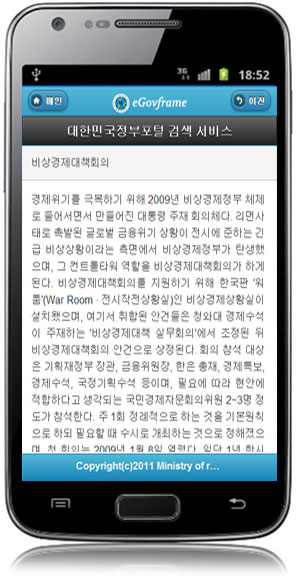 3G 18:52
메인
eGovframe
이전
대한민국정부포털 검색 서비스
비상경제대책회의
경제위기를 극복하기 위해 2009년 비상경제정부 체제
로 들어서면서 만들어진 대통령 주재 회의체다. 리먼사
태로 촉발된 글로벌 금융위기 상황이 전시에 준하는 긴
급 비상상황이라는 측면에서 비상경제정부가 탄생했
으며, 그 컨트롤타워 역할을 비상경제대책회의가 하게
된다. 비상경제대책회의를 지원하기 위해 한국판 '워
룸'(War Room · 전시작전상황실)인 비상경제상황실이
설치됐으며, 여기서 취합된 안건들은 청와대 경제수석
이 주재하는 '비상경제대책 실무회의'에서 조정된 뒤
비상경제대책회의 안건으로 상정된다. 회의 참석 대상
은 기획재정부 장관, 금융위원장, 한은 총재, 경제특보,
경제수석, 국정기획수석 등이며, 필요에 따라 현안에
적합하다고 생각되는 국민경제자문회의위원 2~3명 정
도가 참석한다. 주 1회 정례적으로 하는 것을 기본원칙
으로 하되 필요할 때 수시로 개최하는 것으로 정해졌으
며, 첫 회의는 2009년 1월 8일 열렸다. 일단 1년 한시
Copyright(c)2011 Ministry of r...